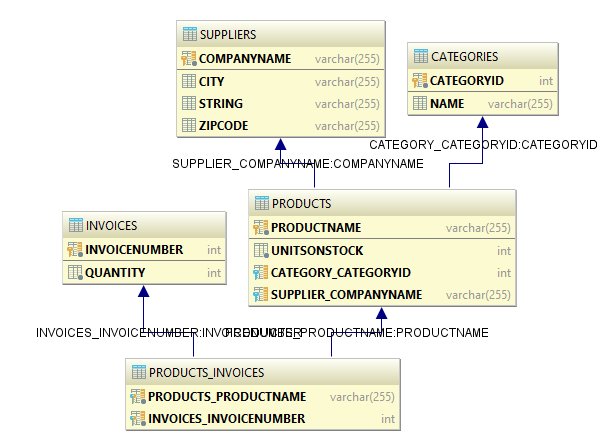 SUPPLIERS
COMPANYNAME varchar(255)
CITY varchar(255)
STRING varchar(255)
ZIPCODE varchar(255)
CATEGORIES
CATEGORYID int
NAME varchar(255)
CATEGORY_CATEGORYID:CATEGORYID
SUPPLIER_COMPANYNAME:COMPANYNAME
PRODUCTS
PRODUCTNAME varchar(255)
UNITSONSTOCK int
CATEGORY_CATEGORYID int
SUPPLIER_COMPANYNAME varchar(255)
INVOICES
INVOICENUMBER int
QUANTITY int
INVOICES_INVOICENUMBER:INVOICENUMBER
PRODUCTS_PRODUCTNAME:PRODUCTNAME
PRODUCTS_INVOICES
PRODUCTS_PRODUCTNAME varchar(255)
INVOICES_INVOICENUMBER int